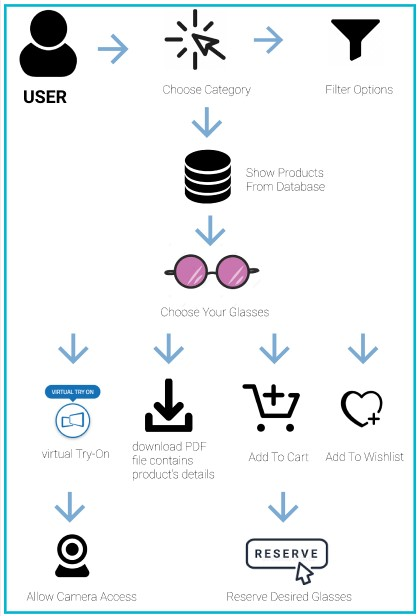 USER
Choose Category
Filter Options
Show Products
From Database
Choose Your Glasses
VIRTUAL TRY ON
virtual Try-On
download PDF
file contains
product's details
Add To Cart
Add To Wishlist
RESERVE
Allow Camera Access
Reserve Desired Glasses